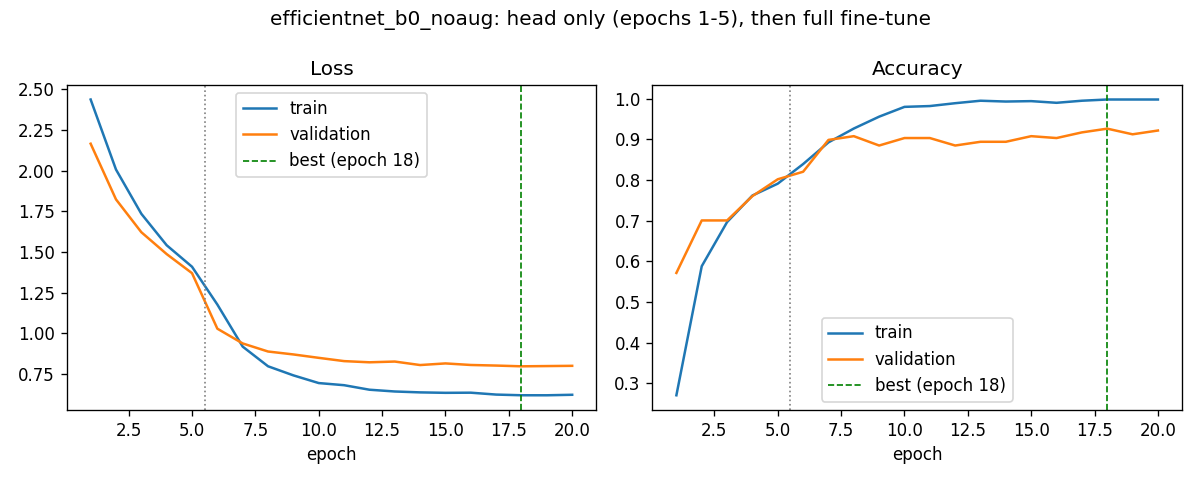 efficientnet_b0_noaug: head only (epochs 1-5), then full fine-tune
Loss
2.50
2.25
2.00
1.75
1.50
1.25
1.00
0.75
train
validation
best (epoch 18)
2.5 5.0 7.5 10.0 12.5 15.0 17.5 20.0
epoch
Accuracy
1.0
0.9
0.8
0.7
0.6
0.5
0.4
0.3
train
validation
best (epoch 18)
2.5 5.0 7.5 10.0 12.5 15.0 17.5 20.0
epoch